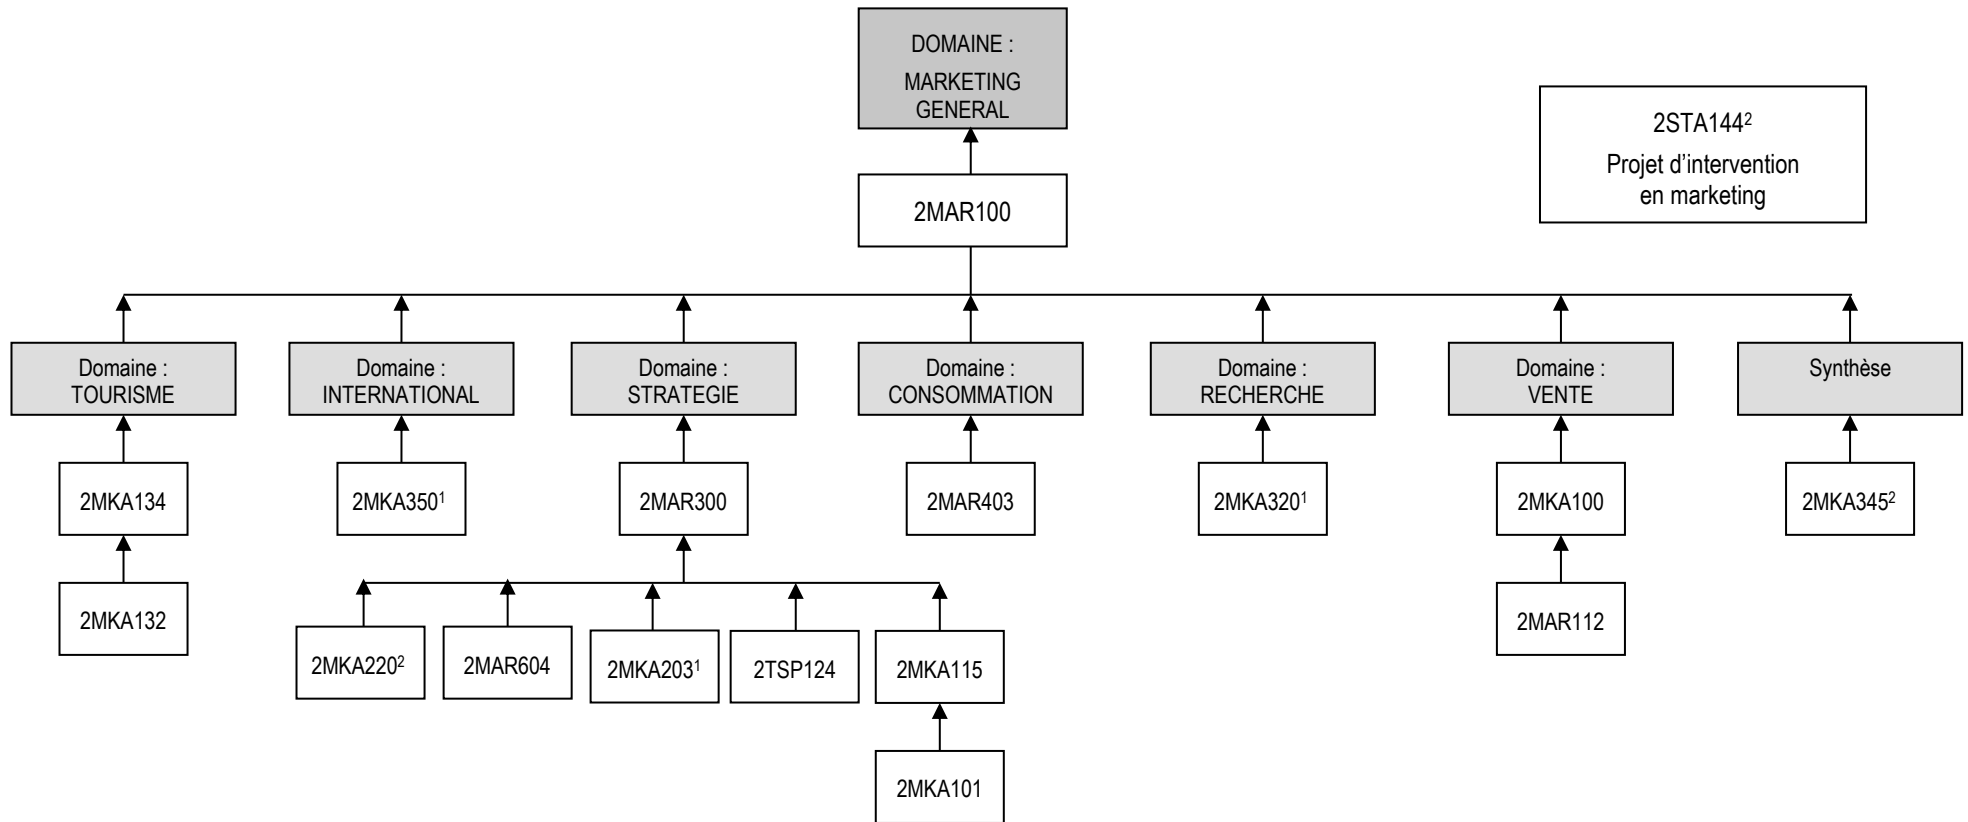 DOMAINE :
MARKETING
GENERAL
2STA144²
Projet d’intervention
en marketing
2MAR100
Domaine :
TOURISME
Domaine :
INTERNATIONAL
Domaine :
STRATEGIE
Domaine :
CONSOMMATION
Domaine :
RECHERCHE
Domaine :
VENTE
Synthèse
2MKA134
2MKA350¹
2MAR300
2MAR403
2MKA320¹
2MKA100
2MKA345²
2MKA132
2MKA220²
2MAR604
2MKA203¹
2TSP124
2MKA115
2MAR112
2MKA101